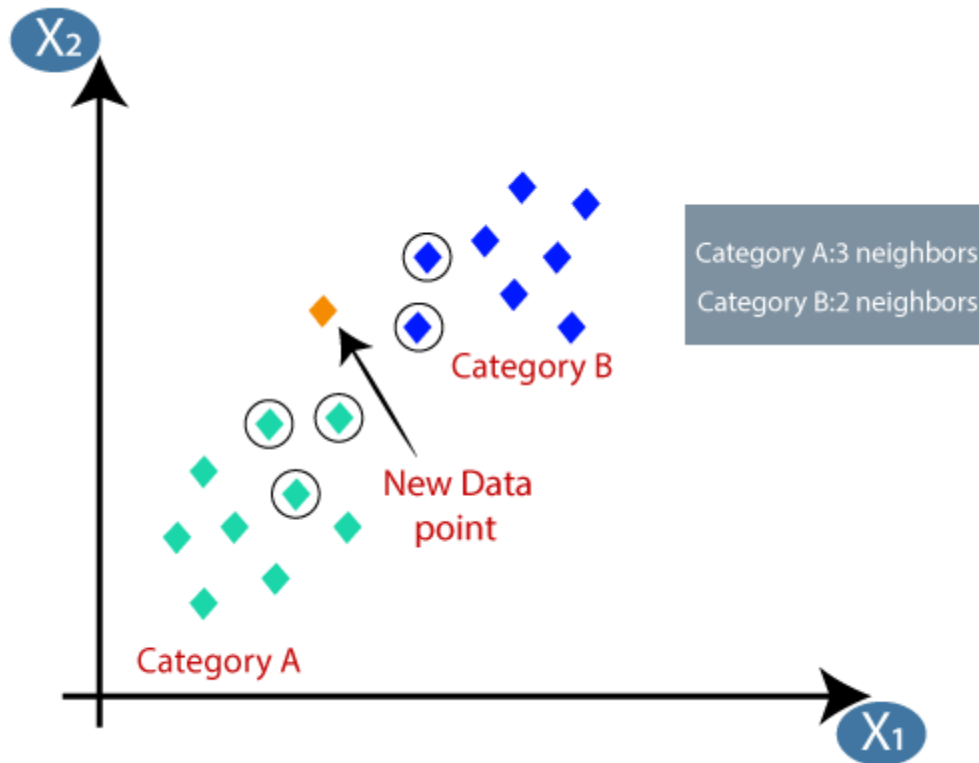 X₂
Category A:3 neighbors
Category B:2 neighbors
Category B
New Data
point
Category A
X₁